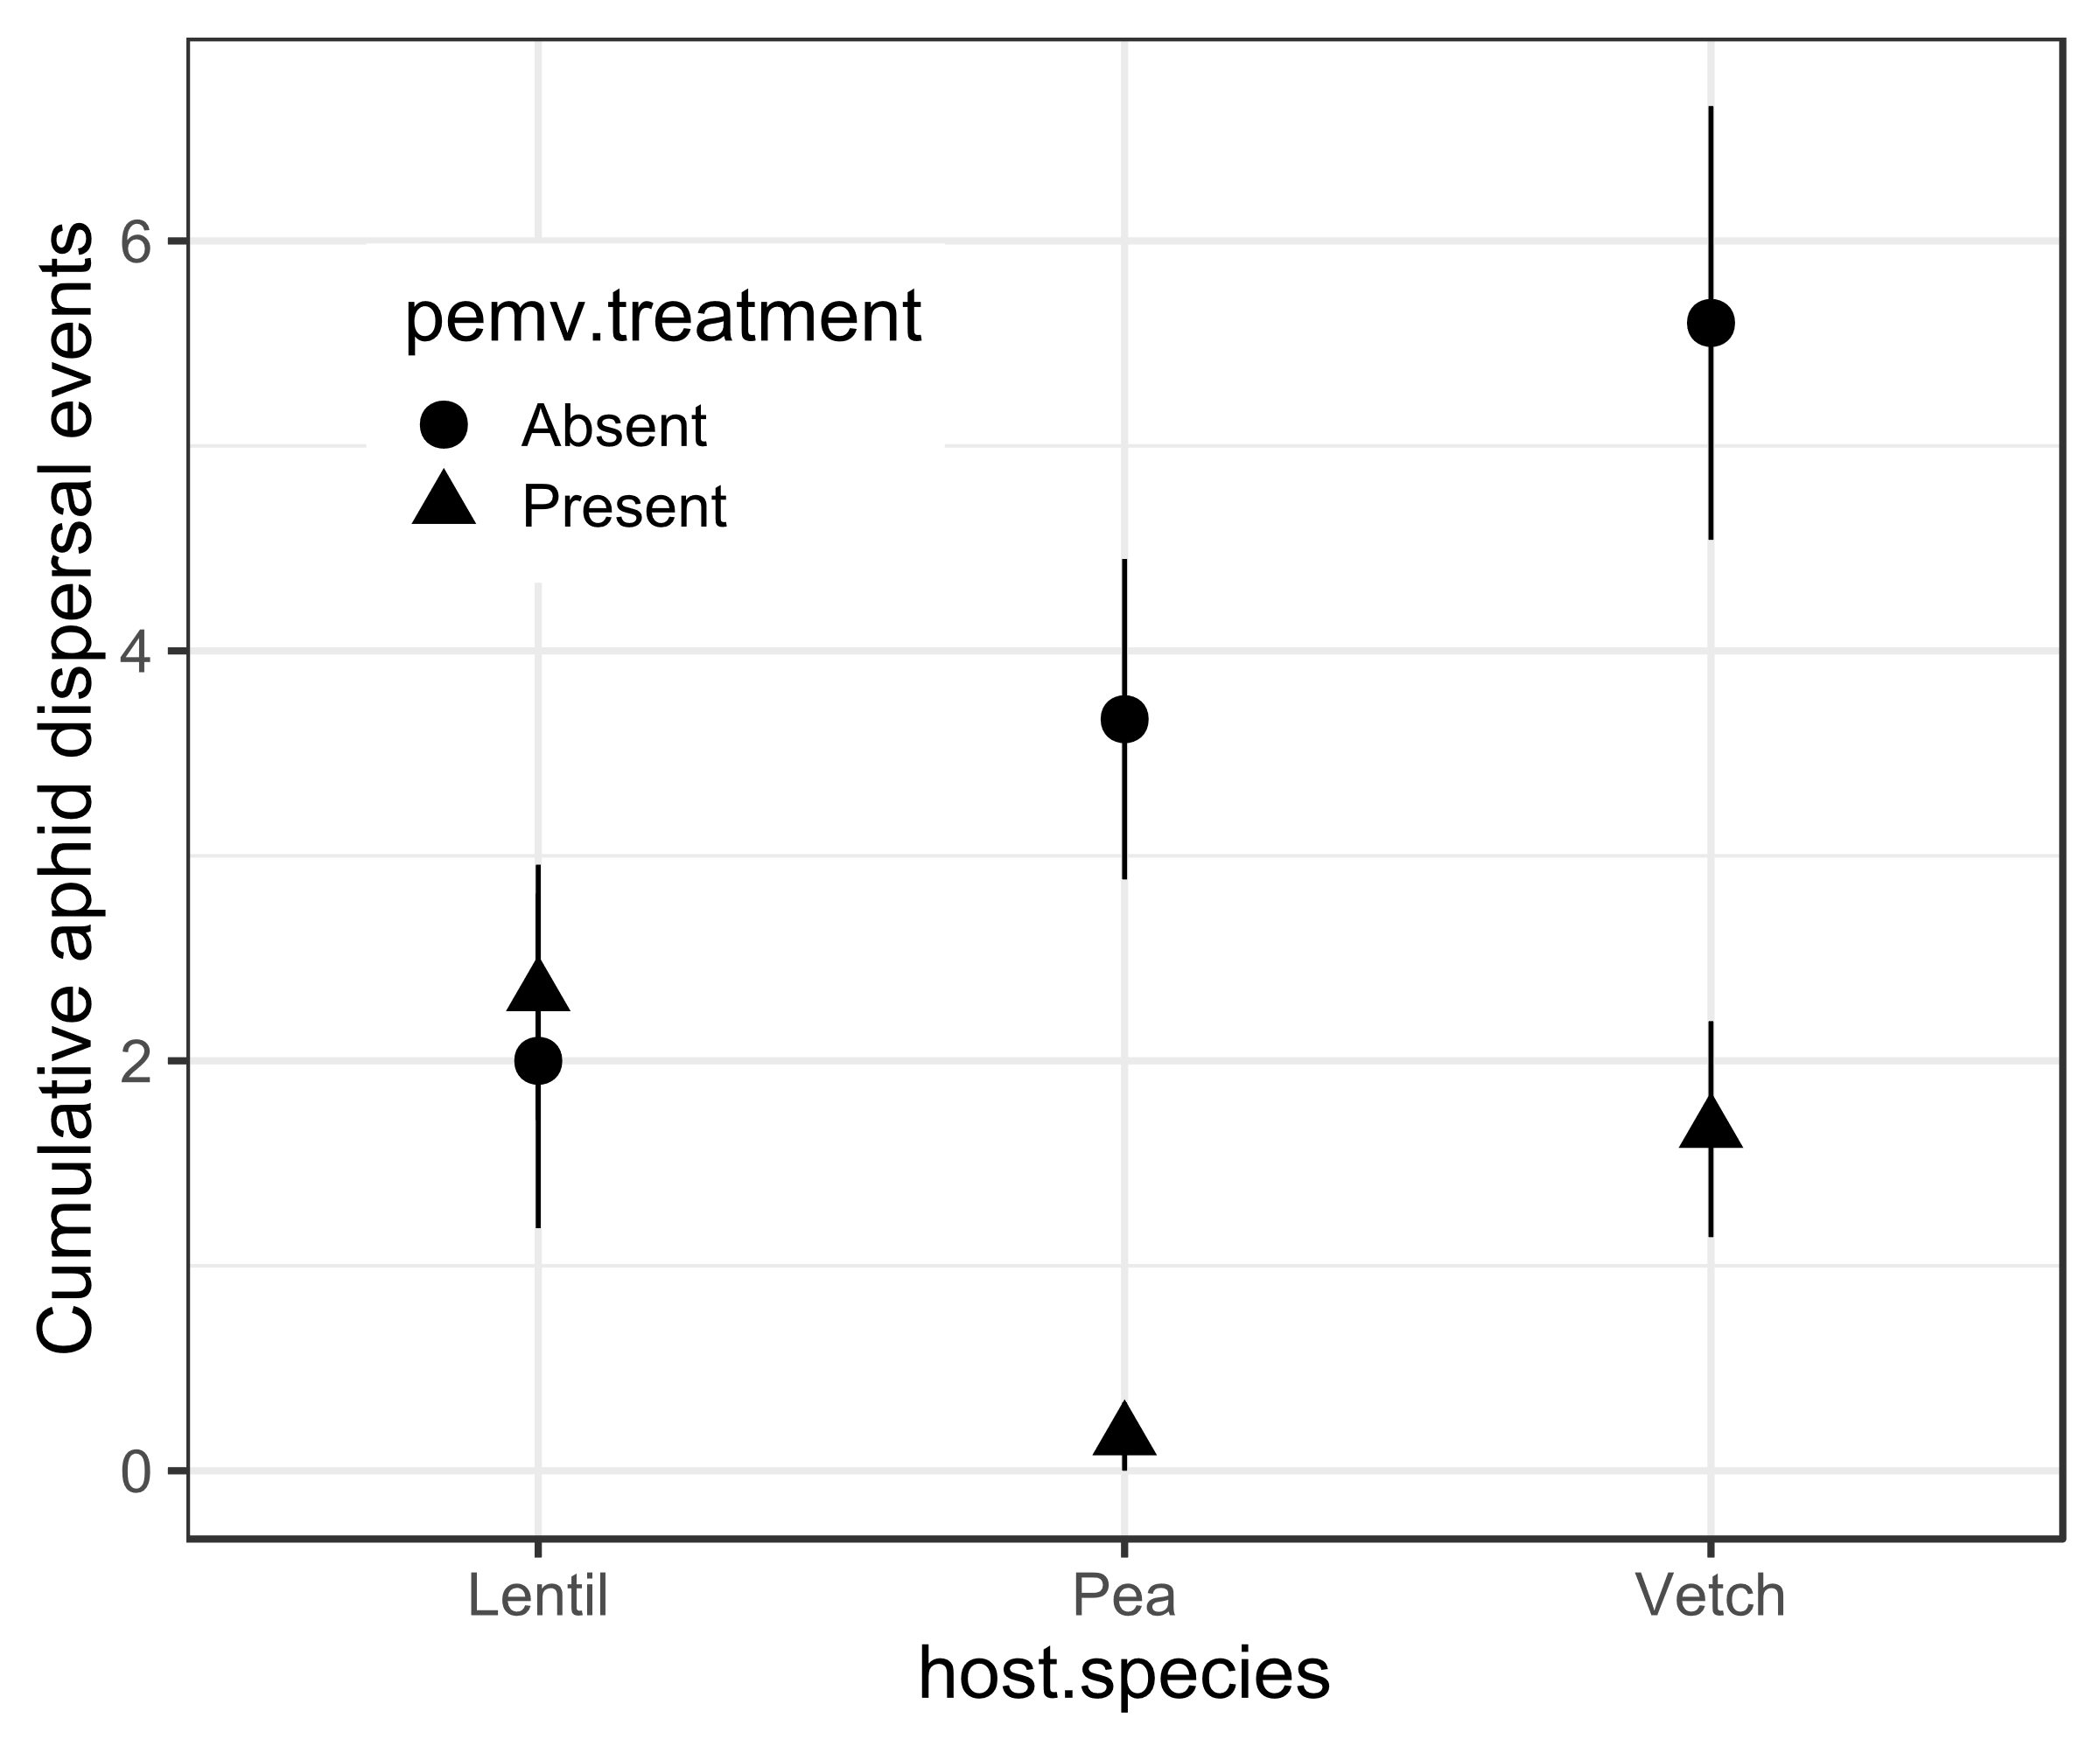 Cumulative aphid dispersal events
6
4
2
0
pemv.treatment
Absent
Present
Lentil Pea Vetch
host.species